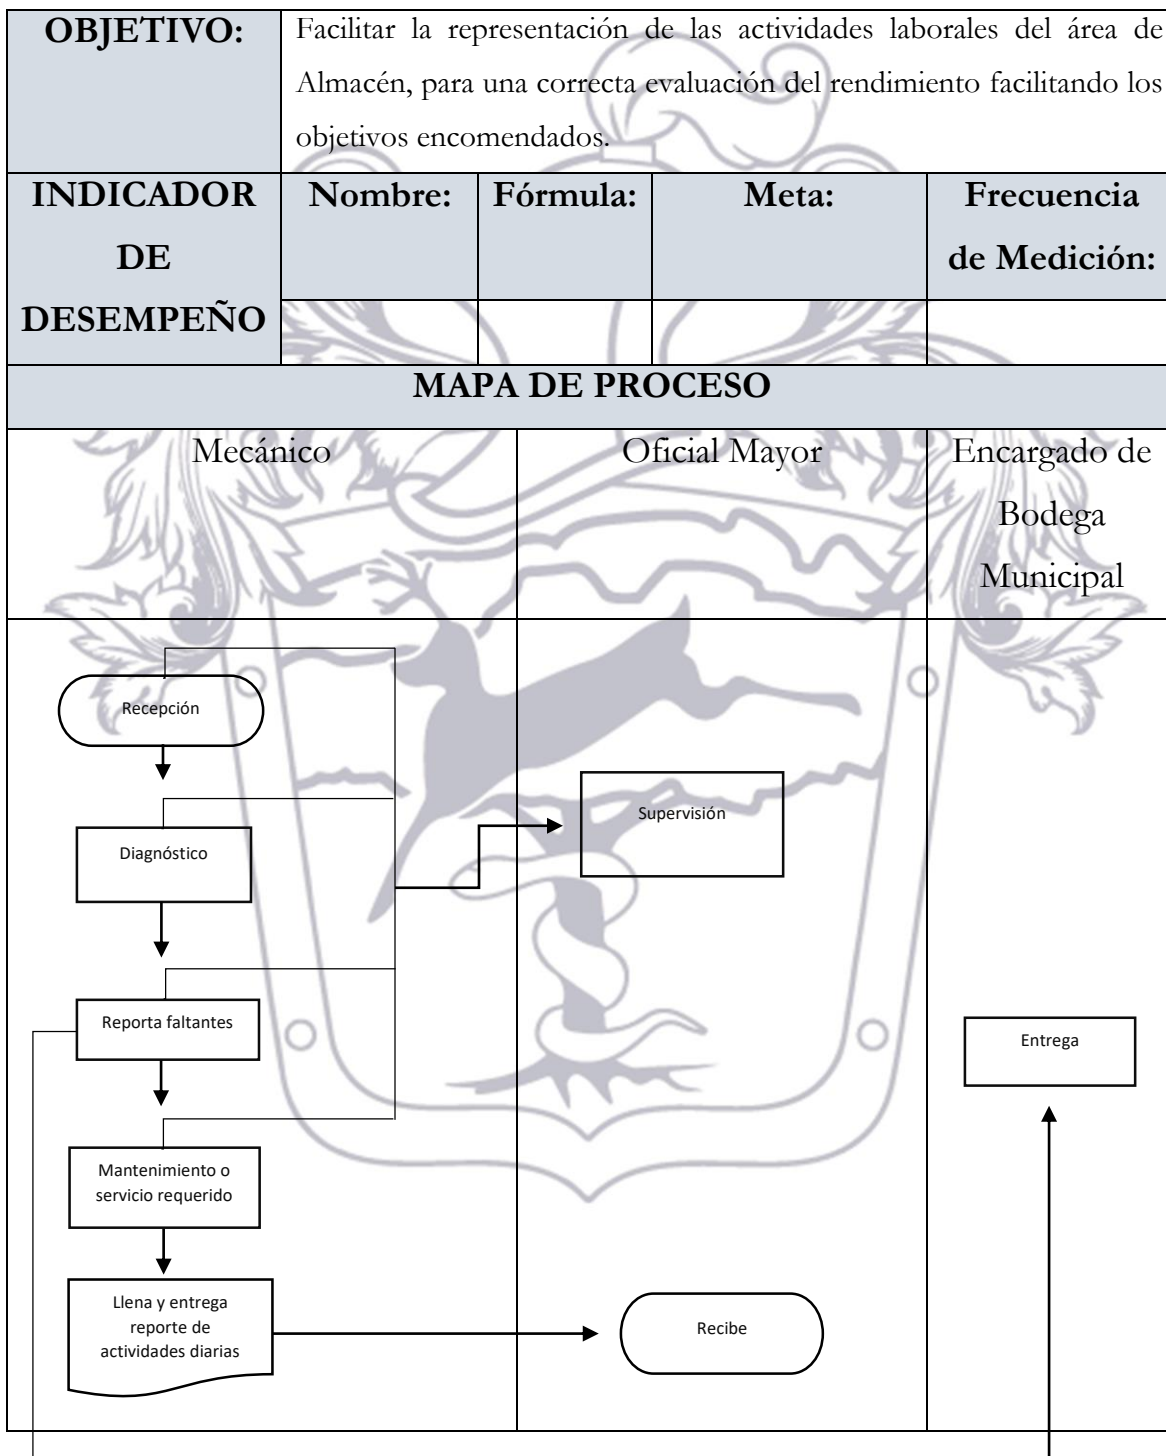 OBJETIVO:
Facilitar la representación de las actividades laborales del área de
Almacén, para una correcta evaluación del rendimiento facilitando los
objetivos encomendados.
INDICADOR
DE
DESEMPEÑO
Nombre:
Fórmula:
Meta:
Frecuencia
de Medición:
MAPA DE PROCESO
Mecánico
Oficial Mayor
Encargado de
Bodega
Municipal
Recepción
Supervisión
Diagnóstico
Reporta faltantes
Entrega
Mantenimiento o
servicio requerido
Llena y entrega
reporte de
actividades diarias
Recibe